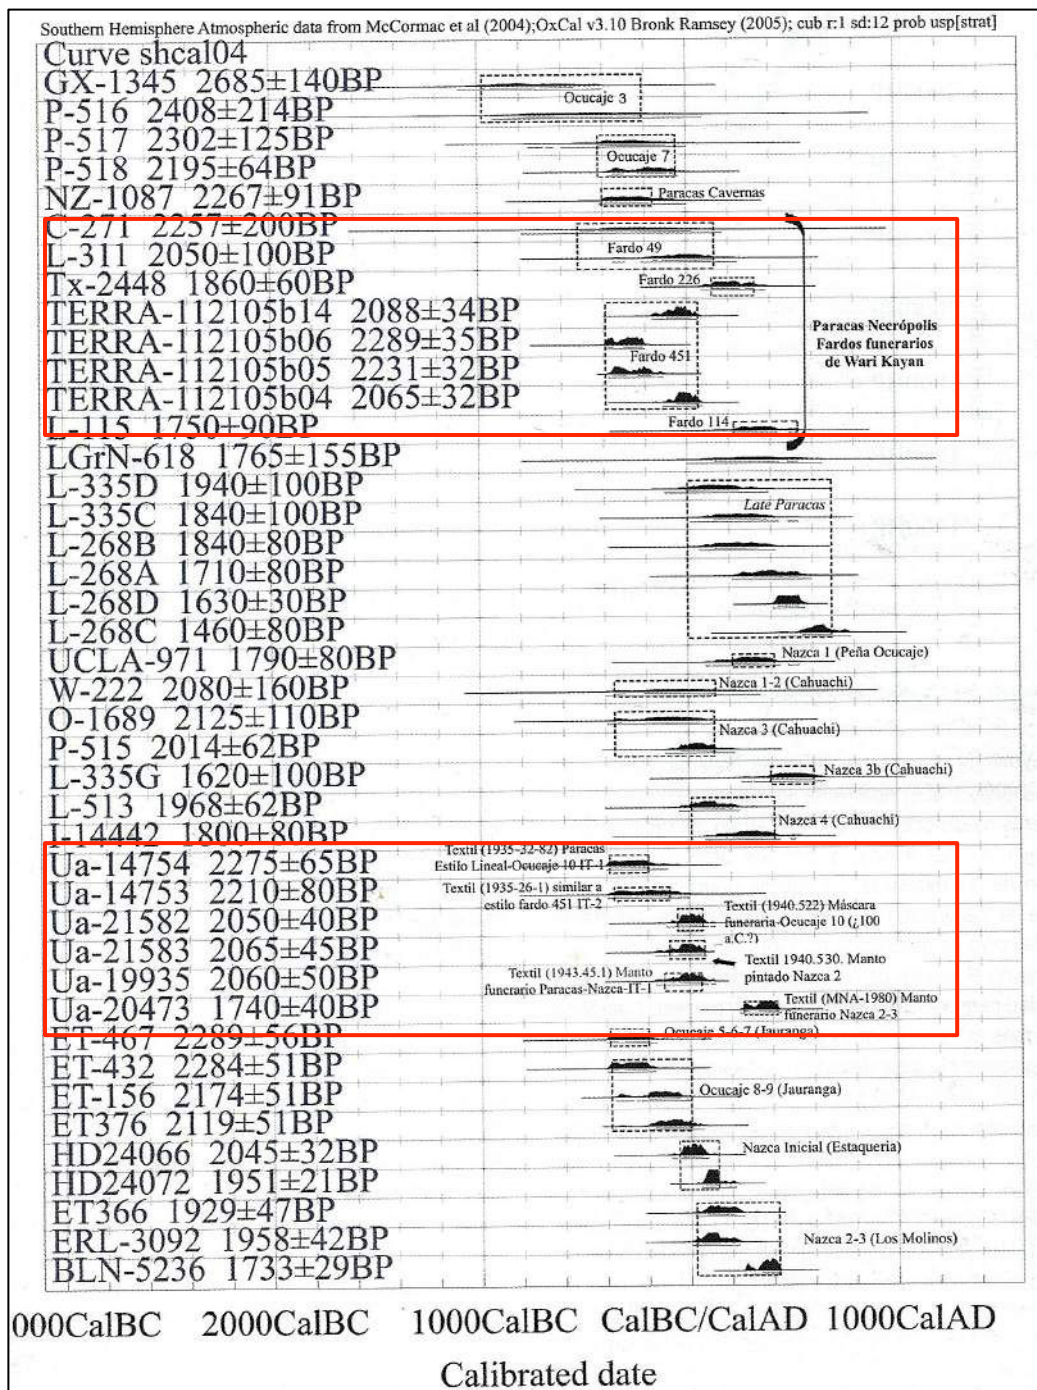 Southern Hemisphere Atmospheric data from McCormac et al (2004);OxCal v3.10 Bronk Ramsey (2005); cub r:1 sd:12 prob usp[strat]
Curve shcal04
GX-1345 2685±140BP
P-516 2408±214BP
Ocucaje 3
P-517 2302±125BP
P-518 2195±64BP
Ocucaje 7
NZ-1087 2267±91BP
Paracas Cavernas
C-271 2257±200BP
L-311 2050±100BP
Fardo 49
Tx-2448 1860±60BP
Fardo 226
TERRA-112105b14 2088±34BP
TERRA-112105b06 2289±35BP
TERRA-112105b05 2231±32BP
TERRA-112105b04 2065±32BP
Fardo 451
Paracas Necrópolis
Fardos funerarios
de Wari Kayan
L-115 1750±90BP
Fardo 114
LGrN-618 1765±155BP
L-335D 1940±100BP
L-335C 1840±100BP
L-268B 1840±80BP
L-268A 1710±80BP
L-268D 1630±30BP
L-268C 1460±80BP
Late Paracas
UCLA-971 1790±80BP
Nazca 1 (Peña Ocucaje)
W-222 2080±160BP
Nazca 1-2 (Cahuachi)
O-1689 2125±110BP
P-515 2014±62BP
Nazca 3 (Cahuachi)
L-335G 1620±100BP
Nazca 3b (Cahuachi)
L-513 1968±62BP
I-14442 1800±80BP
Nazca 4 (Cahuachi)
Ua-14754 2275±65BP
Textil (1935-32-82) Paracas
Estilo Lineal-Ocucaje 10 IT-1
Ua-14753 2210±80BP
Textil (1935-26-1) similar a
estilo fardo 451 IT-2
Ua-21582 2050±40BP
Textil (1940.522) Máscara
funeraria-Ocucaje 10 (¿100
a.C.?)
Ua-21583 2065±45BP
Textil 1940.530. Manto
pintado Nazca 2
Ua-19935 2060±50BP
Textil (1943.45.1) Manto
funerario Paracas-Nazca-IT-1
Ua-20473 1740±40BP
Textil (MNA-1980) Manto
funerario Nazca 2-3
ET-467 2289±56BP
Ocucaje 5-6-7 (Jauranga)
ET-432 2284±51BP
ET-156 2174±51BP
ET376 2119±51BP
Ocucaje 8-9 (Jauranga)
HD24066 2045±32BP
HD24072 1951±21BP
Nazca Inicial (Estaqueria)
ET366 1929±47BP
ERL-3092 1958±42BP
BLN-5236 1733±29BP
Nazca 2-3 (Los Molinos)
000CalBC 2000CalBC 1000CalBC CalBC/CalAD 1000CalAD
Calibrated date